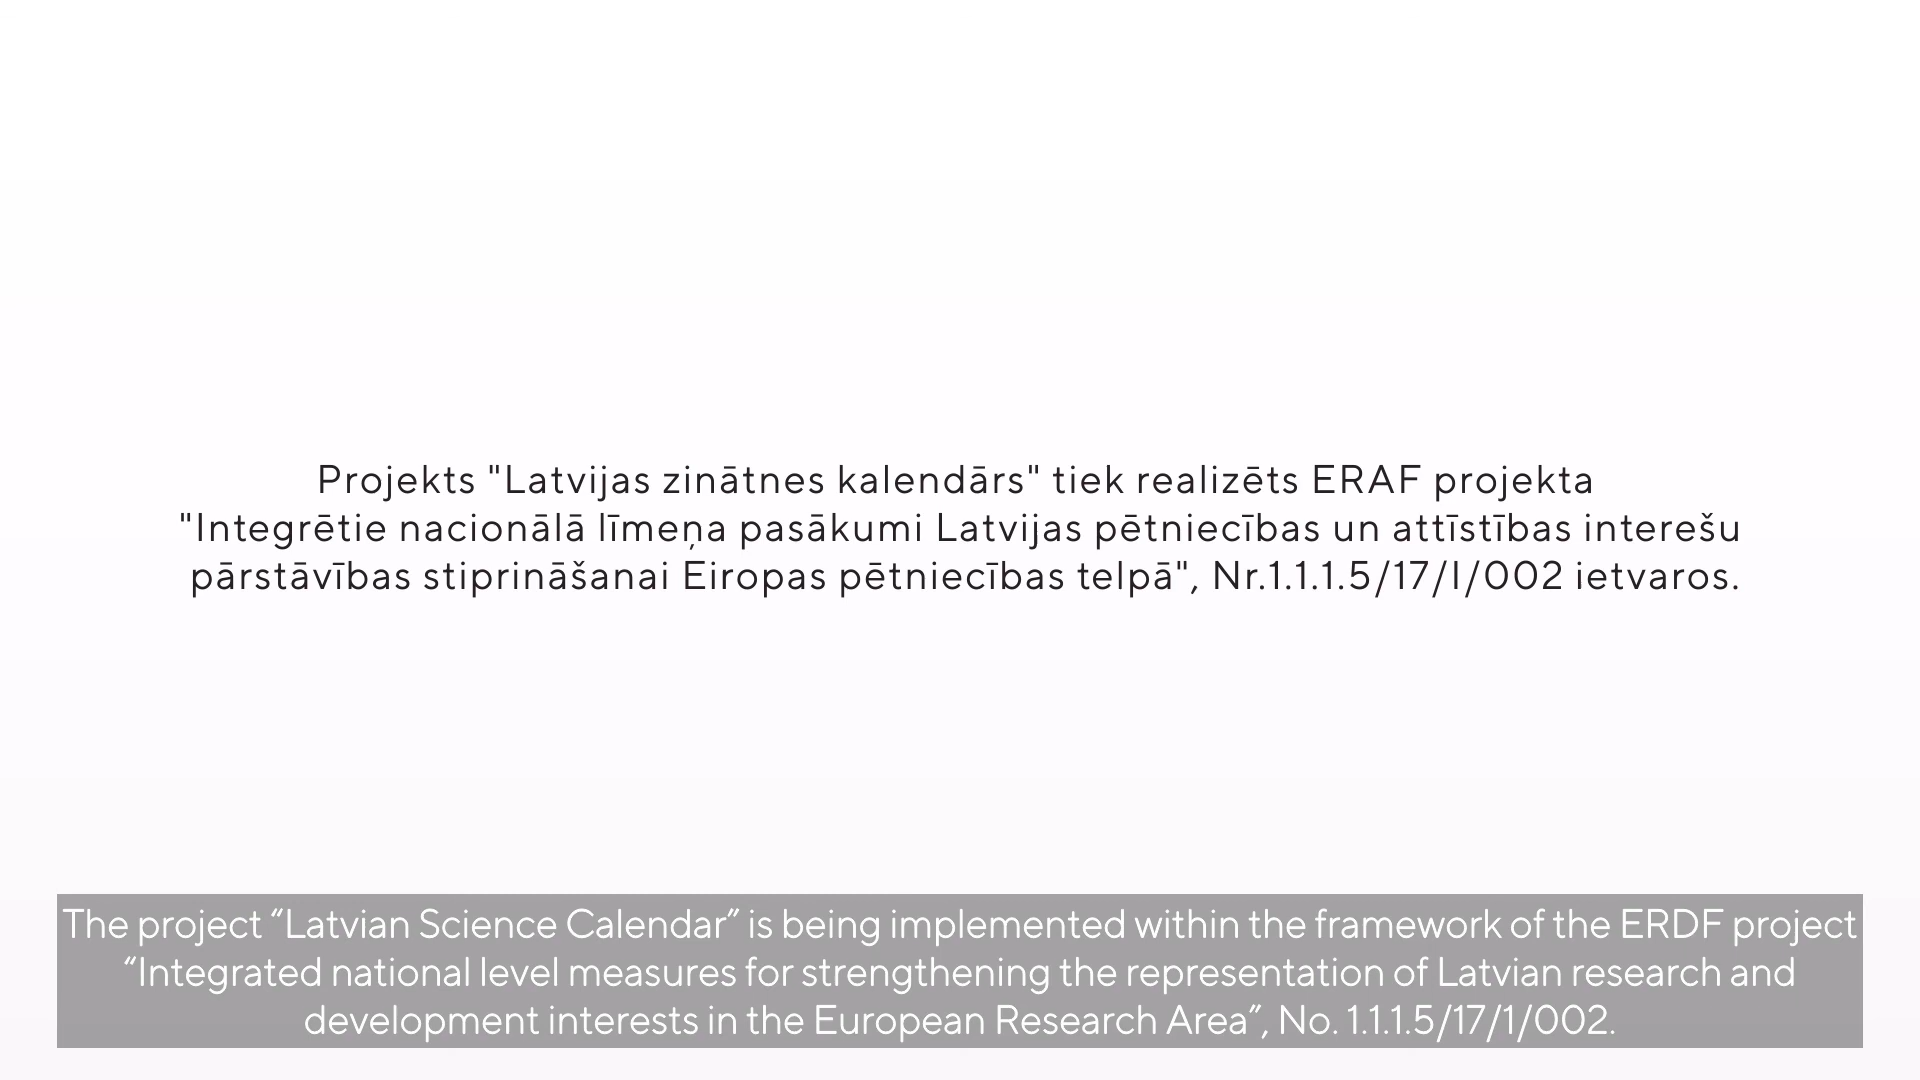 Projekts "Latvijas zinātnes kalendārs" tiek realizēts ERAF projekta
"Integrētie nacionālā līmeņa pasākumi Latvijas pētniecības un attīstības interešu
pārstāvības stiprināšanai Eiropas pētniecības telpā", Nr.1.1.1.5/17/I/002 ietvaros.
The project “Latvian Science Calendar” is being implemented within the framework of the ERDF project
“Integrated national level measures for strengthening the representation of Latvian research and
development interests in the European Research Area”, No. 1.1.1.5/17/1/002.